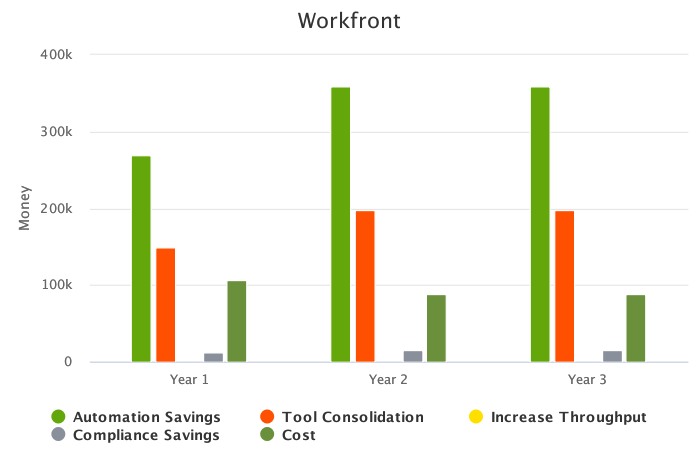 Workfront
400k
300k
200k
100k
0
Money
Year 1
Year 2
Year 3
Automation Savings
Tool Consolidation
Increase Throughput
Compliance Savings
Cost